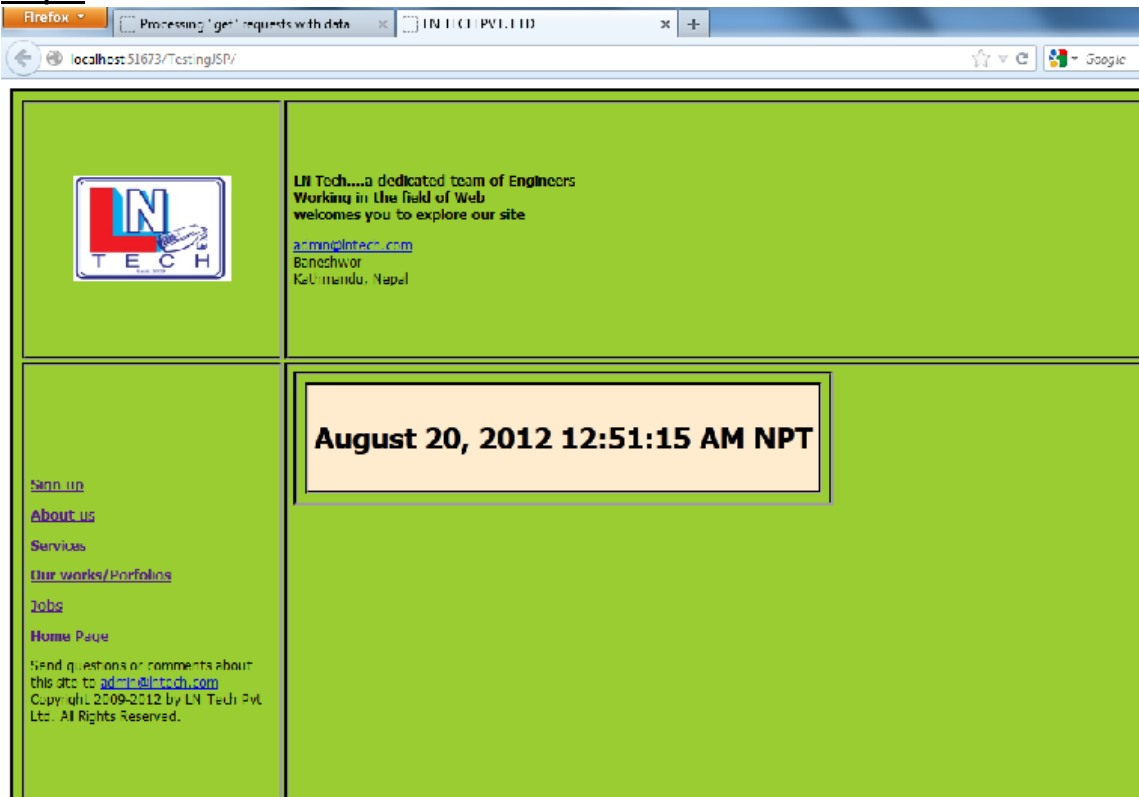 Firefox
Processing "get" requests with data
LN TECH PVT. LTD
localhost:51673/TestingJSP/
Google
LN
TECH
LN Tech....a dedicated team of Engineers
Working in the field of Web
welcomes you to explore our site
admin@lntech.com
Baneshwor
Kathmandu, Nepal
August 20, 2012 12:51:15 AM NPT
Sign up
About us
Services
Our works/Porfolios
Jobs
Home Page
Send questions or comments about
this site to admin@lntech.com
Copyright 2009-2012 by LN Tech Pvt.
Ltd. All Rights Reserved.